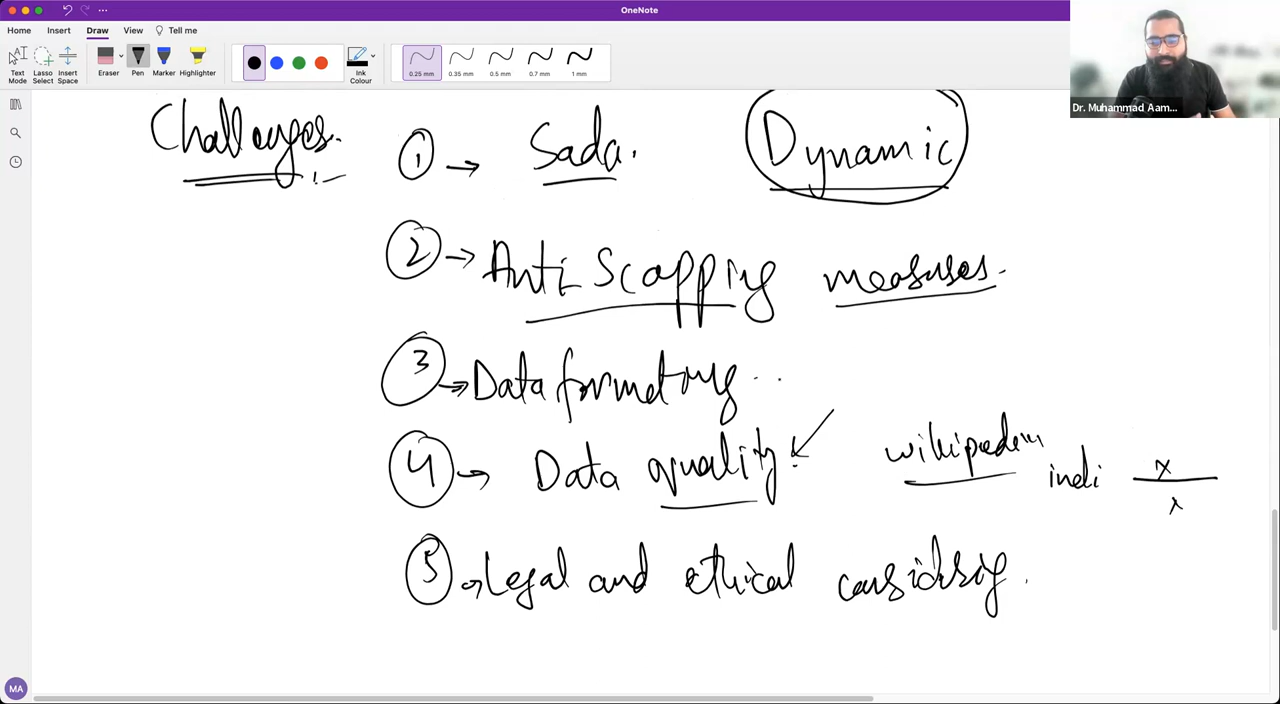 OneNote
Home Insert Draw View Tell me
Text Mode Lasso Select Insert Space Eraser Pen Marker Highlighter 0.25 mm 0.35 mm 0.5 mm 0.7 mm 1 mm Ink Colour
Dr. Muhammad Aam...
Challenges.
1 → Sada. Dynamic
2 → Anti Scapping measures.
3 → Data formetting..
4 → Data quality
wikipedia
indi x
x
5 → Legal and ethical
MA